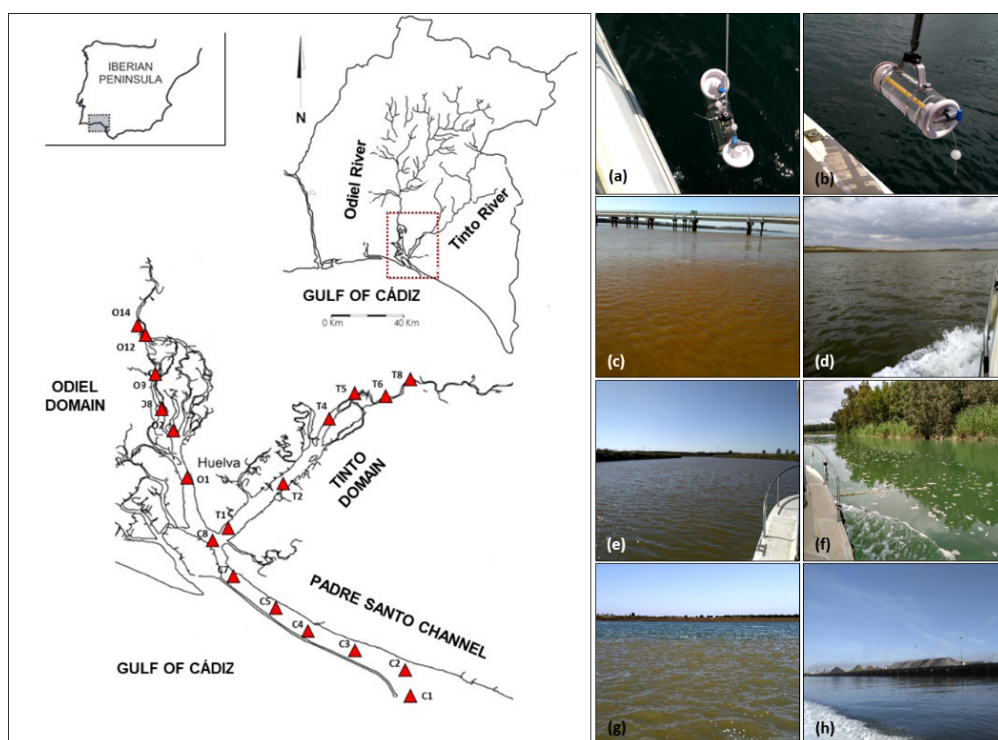 IBERIAN
PENINSULA
N
Odiel River
Tinto River
GULF OF CÁDIZ
0 Km 40 Km
O14
O12
ODIEL
DOMAIN
O9
O8
Huelva
O1
T8
T6
T5
T4
T2
T1
TINTO
DOMAIN
C8
C7
C5
C4
C3
C2
C1
PADRE SANTO CHANNEL
GULF OF CÁDIZ
(a)
(b)
(c)
(d)
(e)
(f)
(g)
(h)